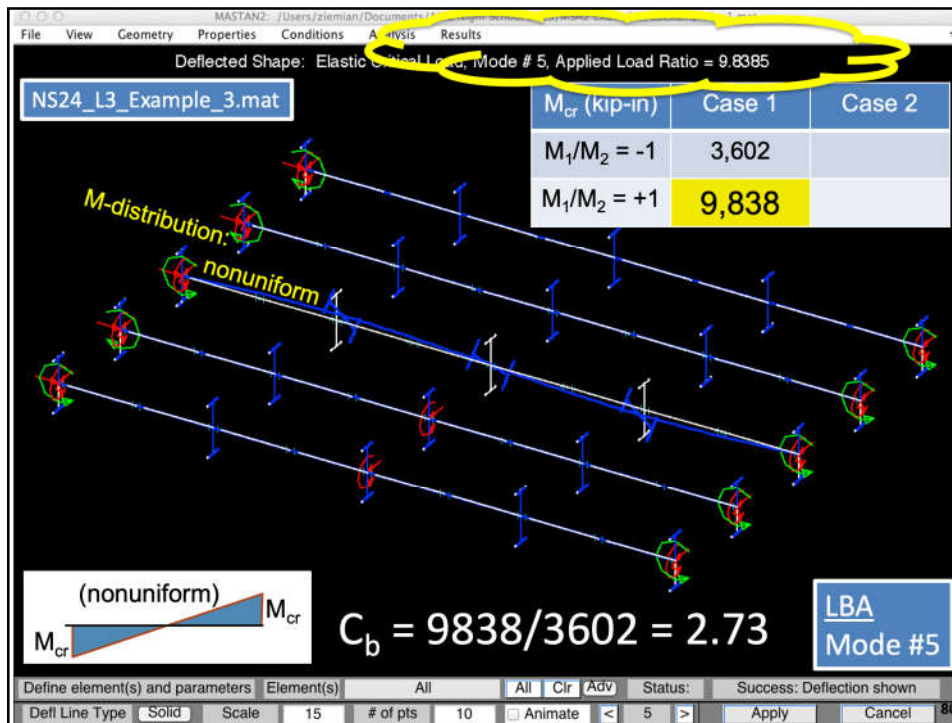 MASTAN2: /Users/ziemian/Documents/
File View Geometry Properties Conditions Analysis Results
Deflected Shape: Elastic Critical Load, Mode # 5, Applied Load Ratio = 9.8385
NS24_L3_Example_3.mat
M_cr (kip-in) Case 1 Case 2
M₁/M₂ = -1 3,602
M₁/M₂ = +1 9,838
M-distribution:
nonuniform
(nonuniform)
M_cr
M_cr
C_b = 9838/3602 = 2.73
LBA
Mode #5
Define element(s) and parameters Element(s) All All Clr Adv Status: Success: Deflection shown
Defl Line Type Solid Scale 15 # of pts 10 Animate < 5 > Apply Cancel